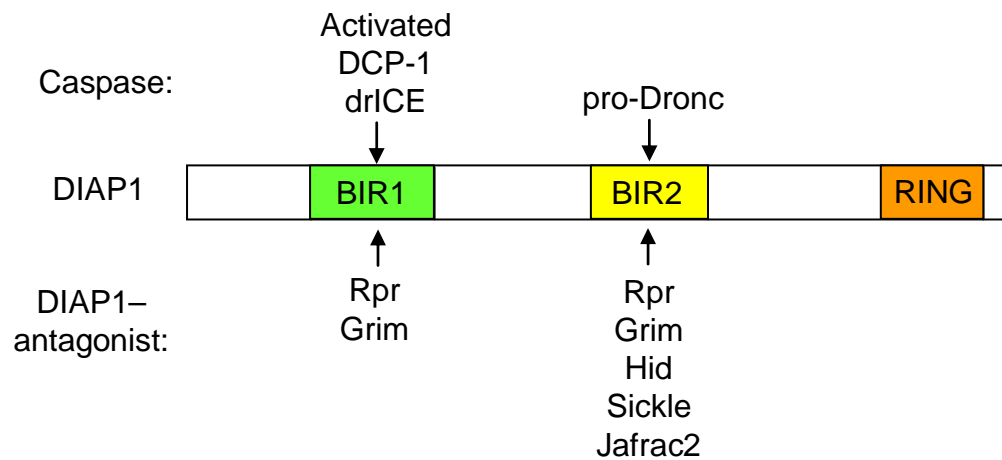 Activated
DCP-1
Caspase:
drICE
pro-Dronc
DIAP1
BIR1
BIR2
RING
DIAP1–
antagonist:
Rpr
Grim
Rpr
Grim
Hid
Sickle
Jafrac2